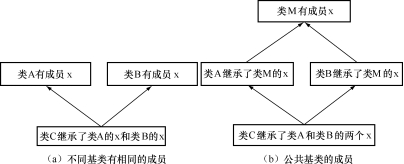 类M有成员x
类A有成员x
类B有成员x
类A继承了类M的x
类B继承了类M的x
类C继承了类A的x和类B的x
类C继承了类A和类B的两个x
（a）不同基类有相同的成员
（b）公共基类的成员